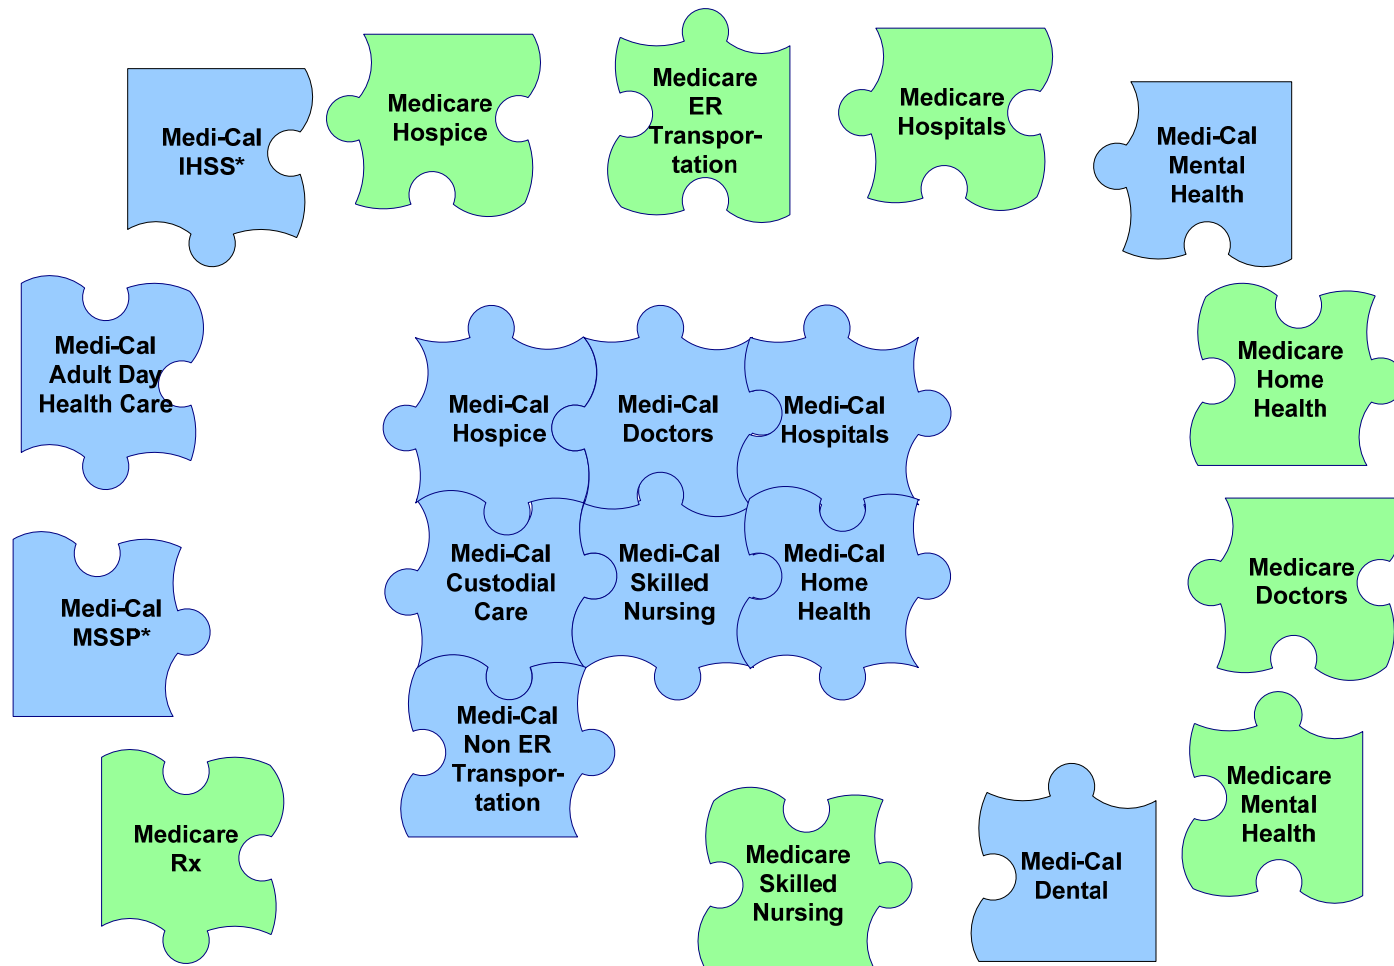 Medi-Cal
IHSS*
Medicare
Hospice
Medicare
ER
Transpor-
tation
Medicare
Hospitals
Medi-Cal
Mental
Health
Medi-Cal
Adult Day
Health Care
Medi-Cal
Hospice
Medi-Cal
Doctors
Medi-Cal
Hospitals
Medicare
Home
Health
Medi-Cal
MSSP*
Medi-Cal
Custodial
Care
Medi-Cal
Skilled
Nursing
Medi-Cal
Home
Health
Medicare
Doctors
Medi-Cal
Non ER
Transpor-
tation
Medicare
Mental
Health
Medicare
Rx
Medicare
Skilled
Nursing
Medi-Cal
Dental